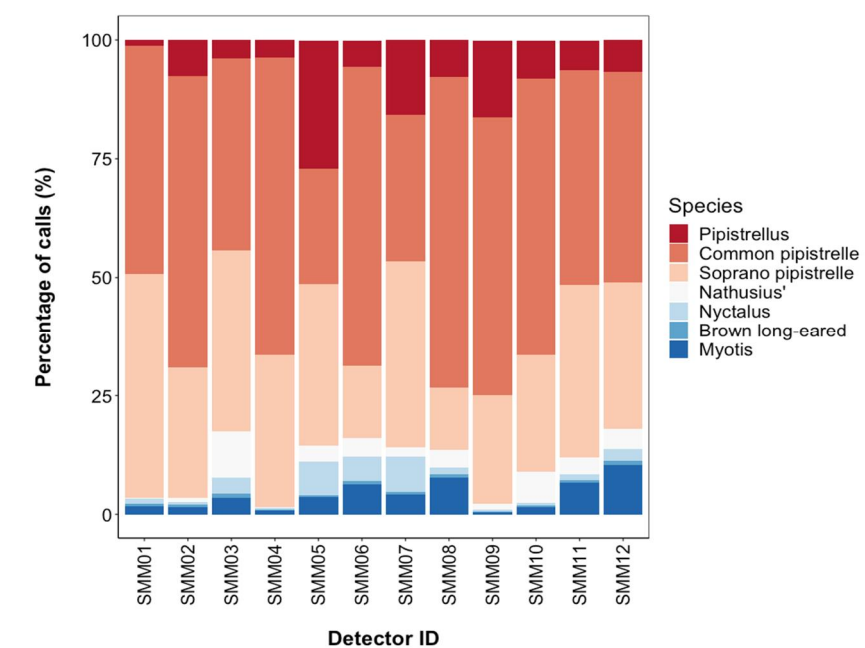 Percentage of calls (%)
100
75
50
25
0
SMM01
SMM02
SMM03
SMM04
SMM05
SMM06
SMM07
SMM08
SMM09
SMM10
SMM11
SMM12
Detector ID
Species
Pipistrellus
Common pipistrelle
Soprano pipistrelle
Nathusius'
Nyctalus
Brown long-eared
Myotis